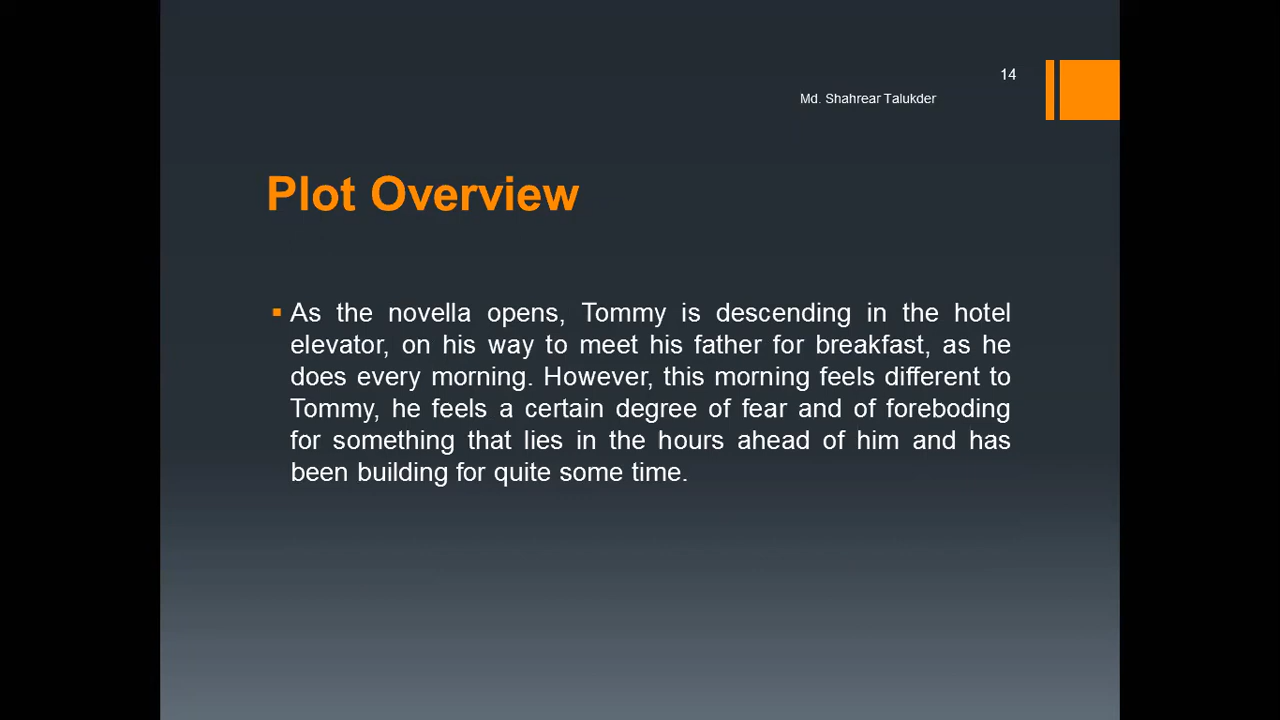 14
Md. Shahrear Talukder
Plot Overview
As the novella opens, Tommy is descending in the hotel
elevator, on his way to meet his father for breakfast, as he
does every morning. However, this morning feels different to
Tommy, he feels a certain degree of fear and of foreboding
for something that lies in the hours ahead of him and has
been building for quite some time.